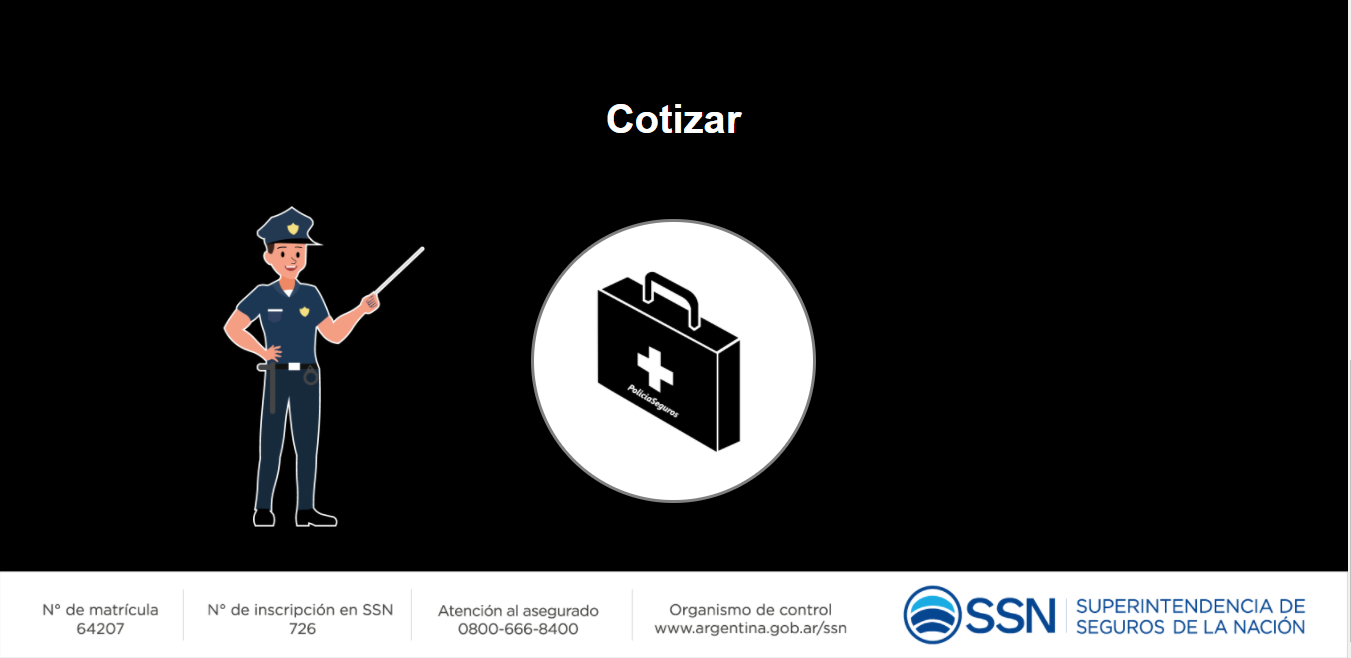 Cotizar
PolicíaSeguros
N° de matrícula
64207
N° de inscripción en SSN
726
Atención al asegurado
0800-666-8400
Organismo de control
www.argentina.gob.ar/ssn
SSN
SUPERINTENDENCIA DE
SEGUROS DE LA NACIÓN